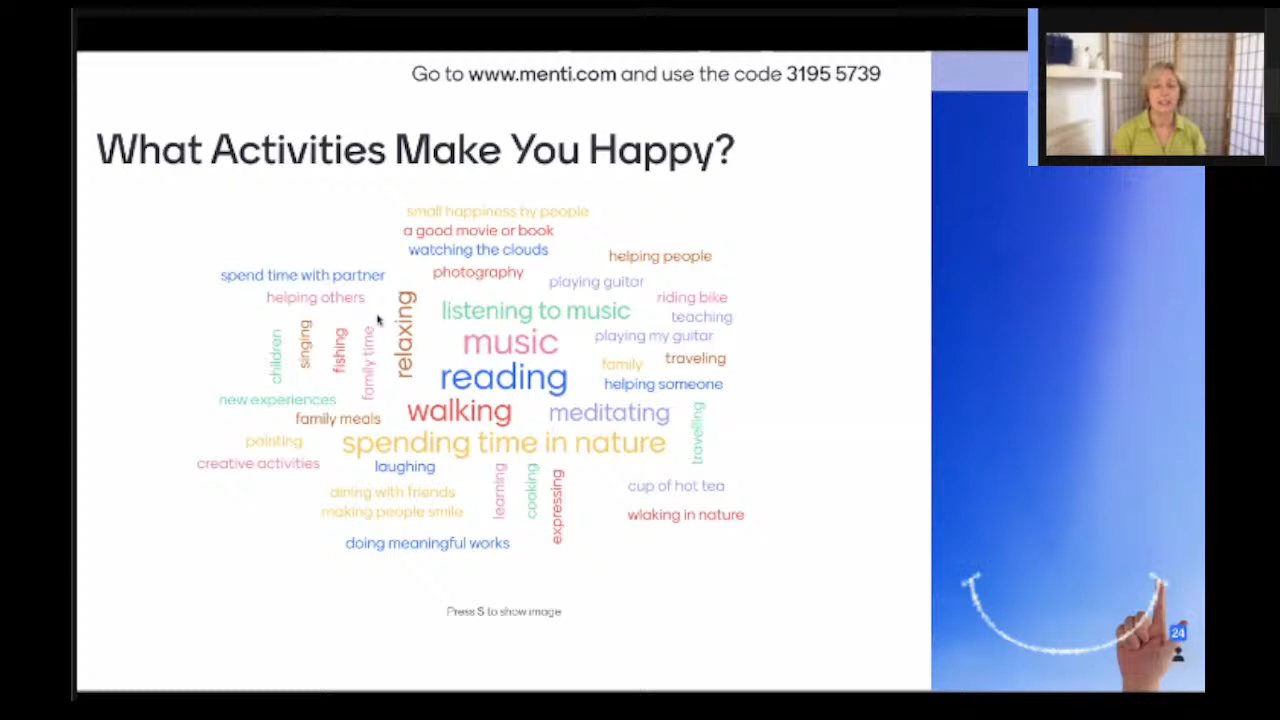 Go to www.menti.com and use the code 3195 5739
What Activities Make You Happy?
small happiness by people
a good movie or book
watching the clouds
helping people
spend time with partner
photography
playing guitar
helping others
riding bike
relaxing
listening to music
teaching
children
singing
fishing
family time
music
playing my guitar
family
traveling
reading
helping someone
new experiences
walking
meditating
travelling
family meals
painting
spending time in nature
creative activities
laughing
learning
cooking
expressing
cup of hot tea
dining with friends
making people smile
wlaking in nature
doing meaningful works
Press S to show image
24